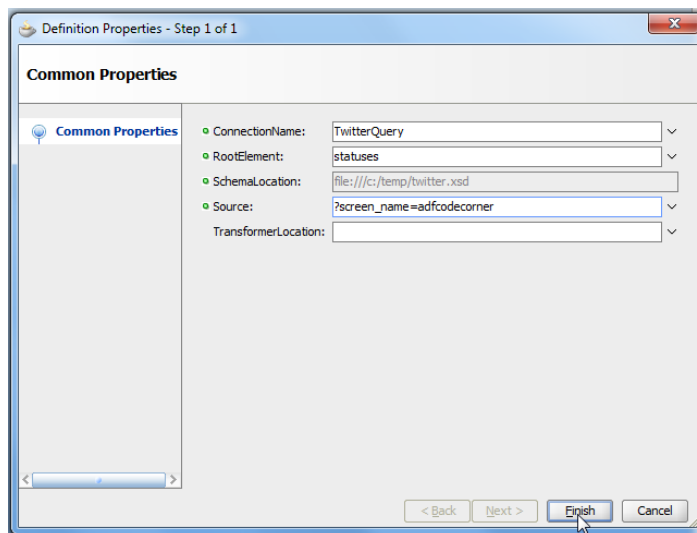 Definition Properties - Step 1 of 1
Common Properties
Common Properties
ConnectionName: TwitterQuery
RootElement: statuses
SchemaLocation: file:///c:/temp/twitter.xsd
Source: ?screen_name=adfcodecorner
TransformerLocation:
< Back Next > Finish Cancel